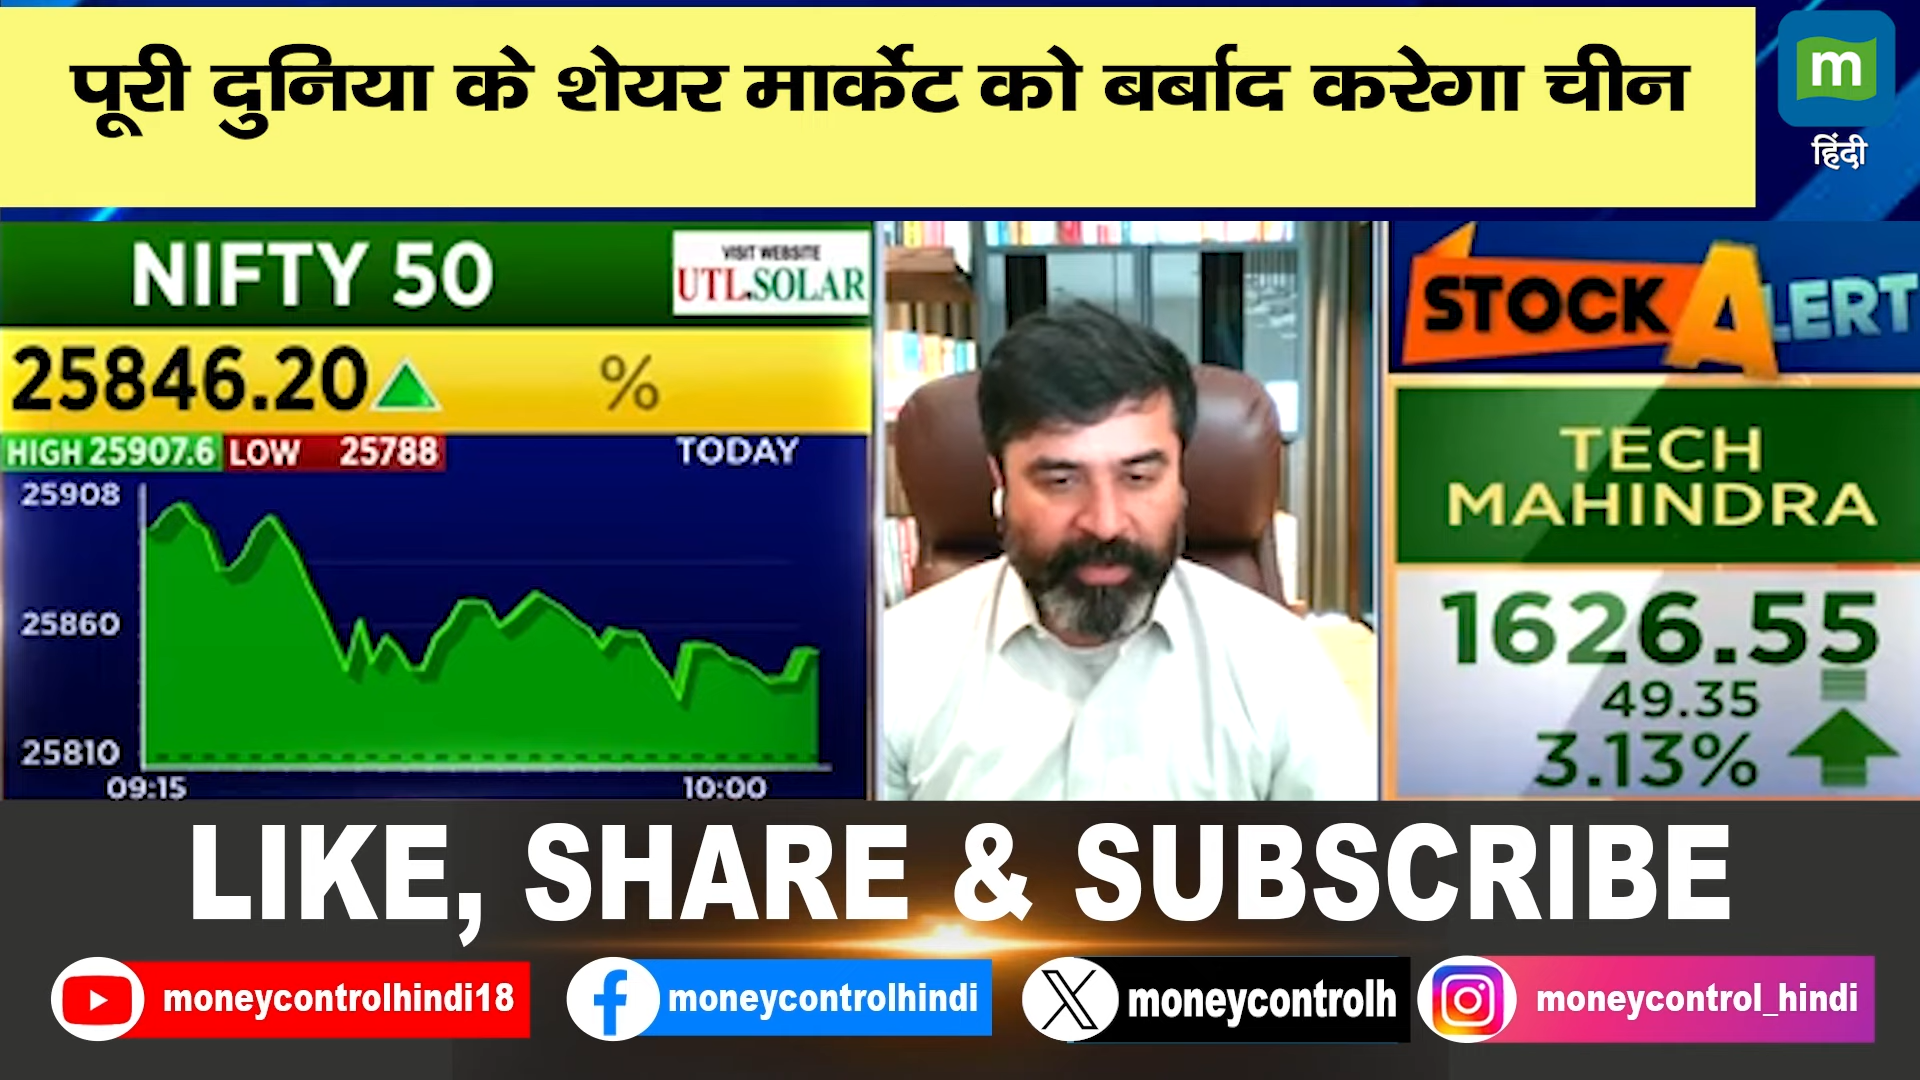 पूरी दुनिया के शेयर मार्केट को बर्बाद करेगा चीन
m
हिंदी
NIFTY 50
VISIT WEBSITE
UTL SOLAR
25846.20 %
HIGH 25907.6 LOW 25788 TODAY
25908
25860
25810
09:15 10:00
STOCK ALERT
TECH
MAHINDRA
1626.55
49.35
3.13%
LIKE, SHARE & SUBSCRIBE
moneycontrolhindi18
moneycontrolhindi
moneycontrolh
moneycontrol_hindi